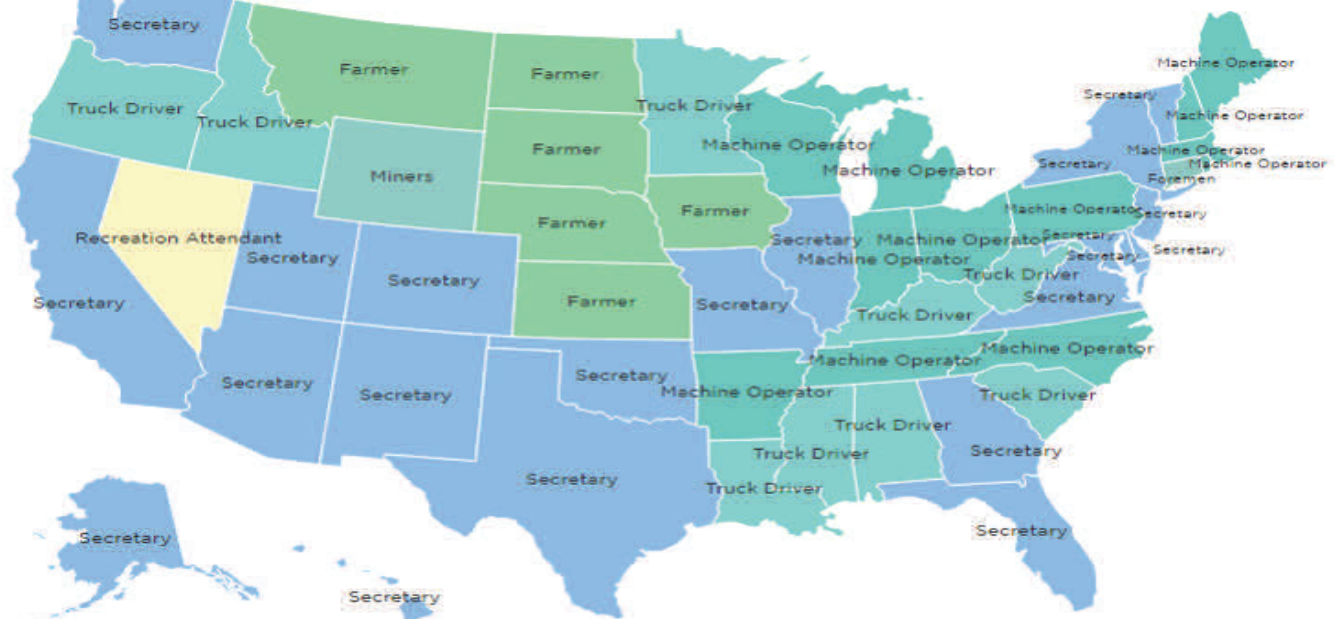 Secretary
Machine Operator
Farmer
Farmer
Secretary
Truck Driver
Truck Driver
Truck Driver
Machine Operator
Machine Operator
Farmer
Machine Operator
Secretary
Machine Operator
Machine Operator
Miners
Machine Operator
Foremen
Farmer
Machine Operator
Secretary
Farmer
Recreation Attendant
Secretary
Machine Operator
Secretary
Secretary
Secretary
Secretary
Machine Operator
Truck Driver
Secretary
Secretary
Secretary
Farmer
Secretary
Truck Driver
Machine Operator
Machine Operator
Secretary
Secretary
Secretary
Machine Operator
Truck Driver
Truck Driver
Secretary
Truck Driver
Secretary
Truck Driver
Secretary
Secretary
Secretary